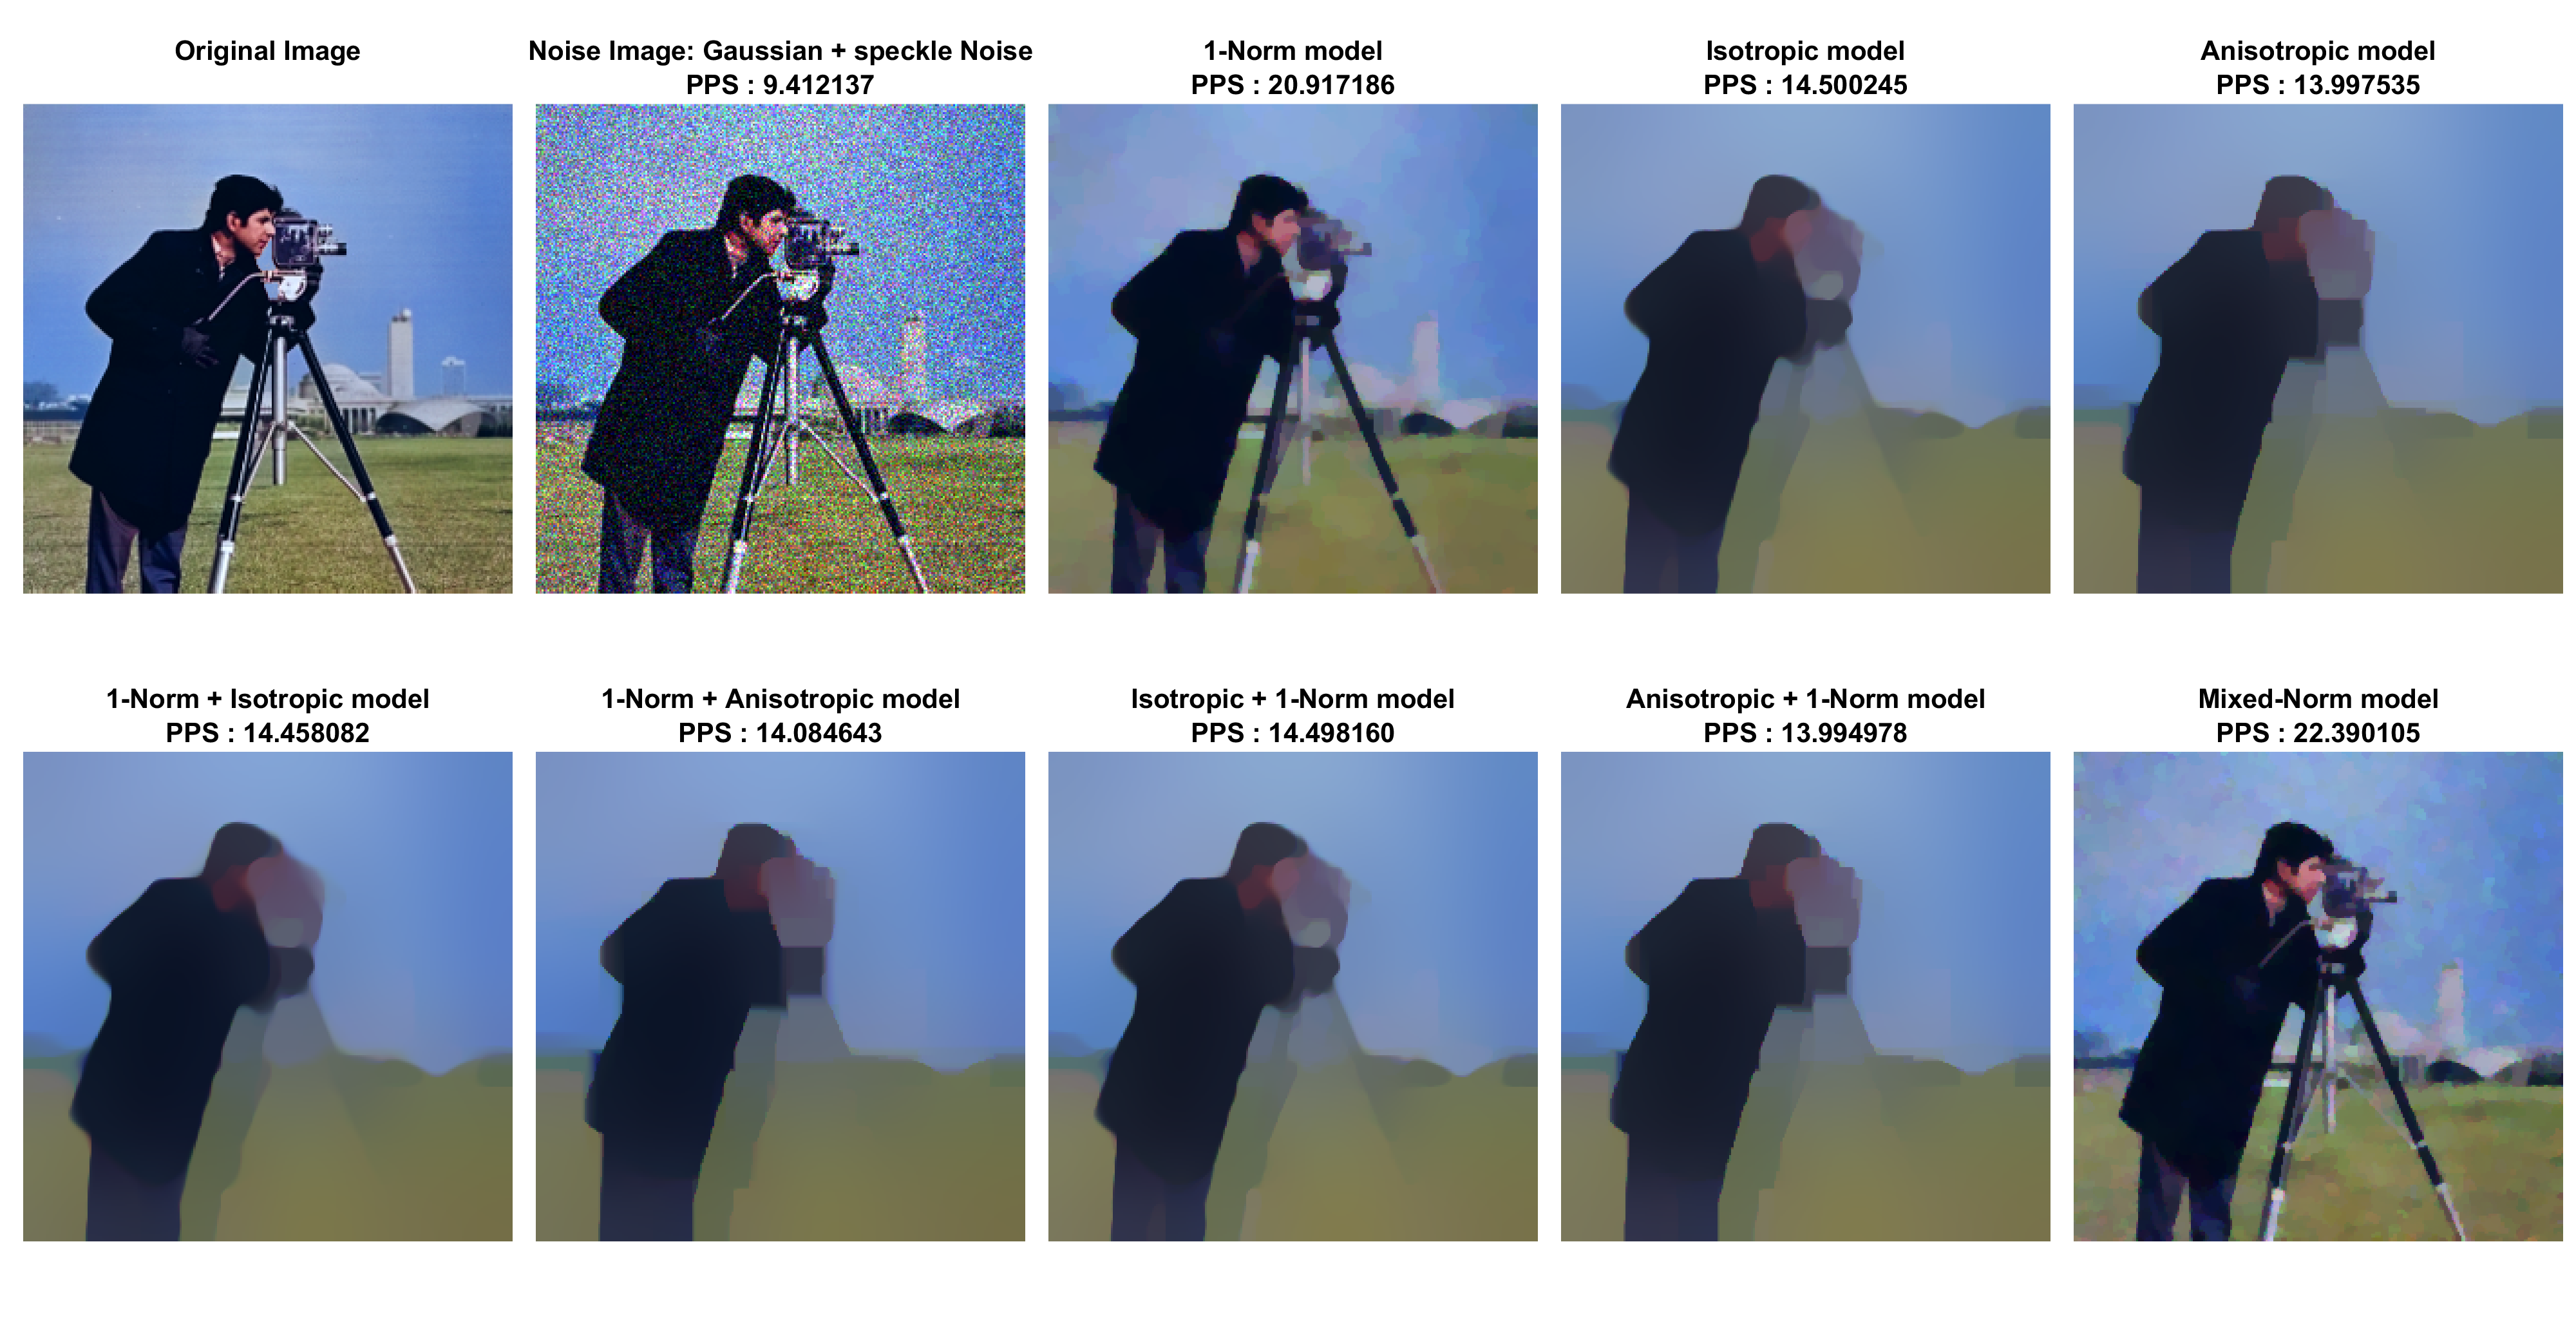 Original Image
Noise Image: Gaussian + speckle Noise
PPS : 9.412137
1-Norm model
PPS : 20.917186
Isotropic model
PPS : 14.500245
Anisotropic model
PPS : 13.997535
1-Norm + Isotropic model
PPS : 14.458082
1-Norm + Anisotropic model
PPS : 14.084643
Isotropic + 1-Norm model
PPS : 14.498160
Anisotropic + 1-Norm model
PPS : 13.994978
Mixed-Norm model
PPS : 22.390105